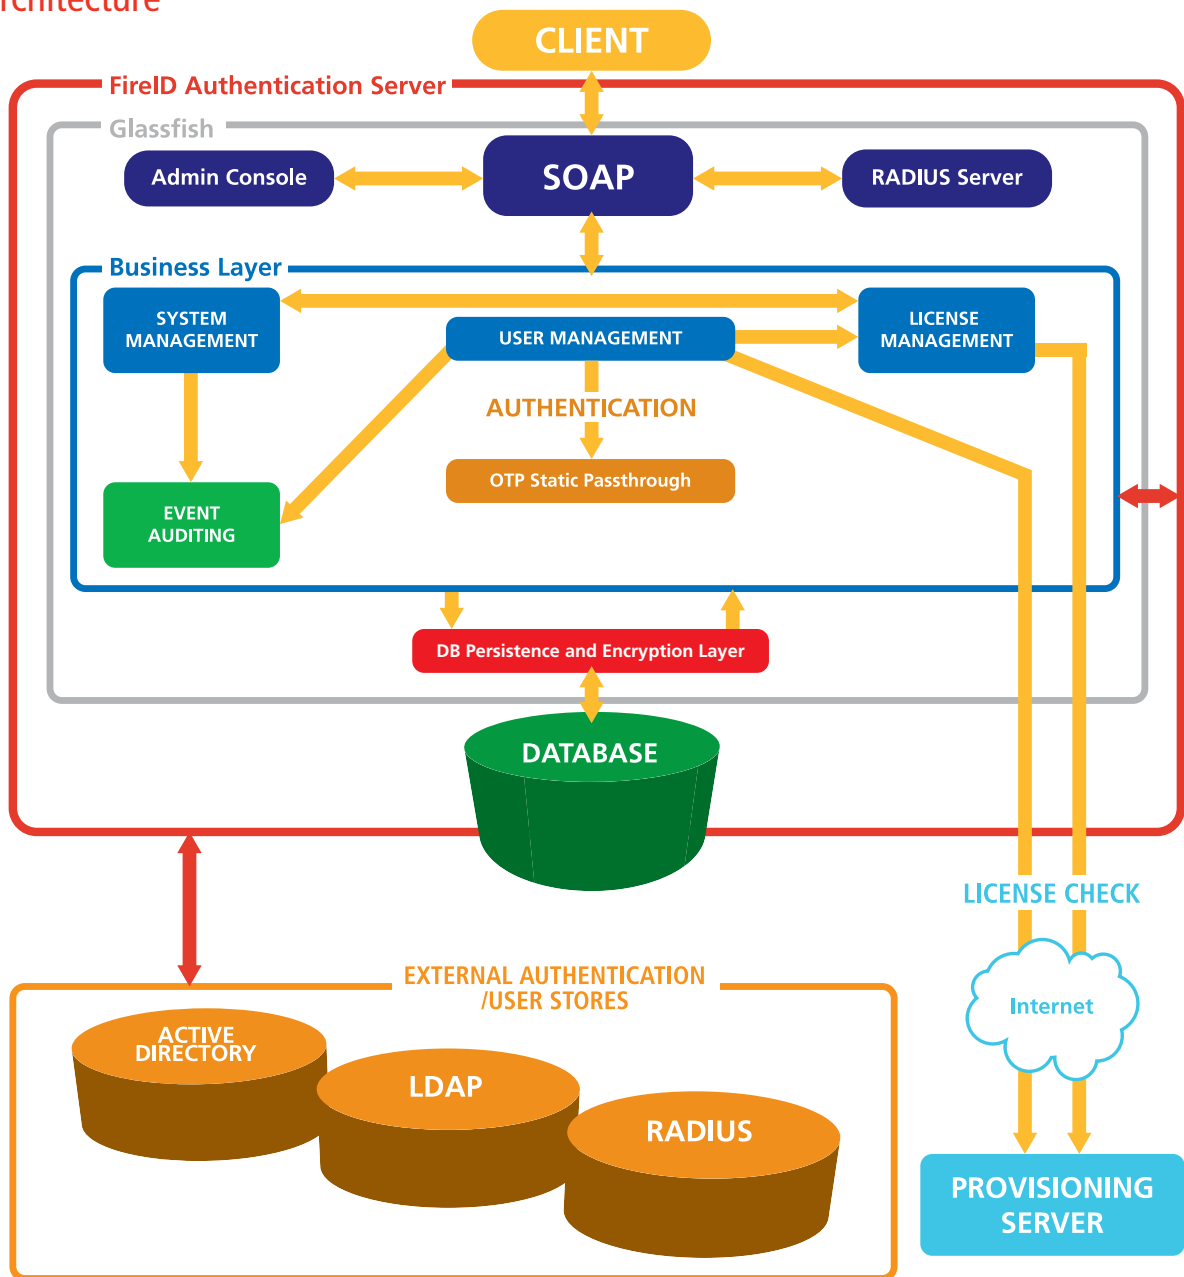 rchitecture
CLIENT
FireID Authentication Server
Glassfish
Admin Console
SOAP
RADIUS Server
Business Layer
SYSTEM
MANAGEMENT
USER MANAGEMENT
LICENSE
MANAGEMENT
AUTHENTICATION
OTP Static Passthrough
EVENT
AUDITING
DB Persistence and Encryption Layer
DATABASE
LICENSE CHECK
EXTERNAL AUTHENTICATION
/USER STORES
Internet
ACTIVE
DIRECTORY
LDAP
RADIUS
PROVISIONING
SERVER